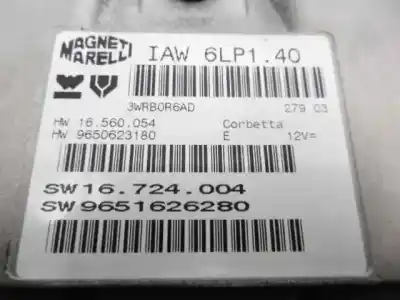 MAGNETI MARELLI
IAW 6LP1.40
3WRB0R6AD
279 03
HW 16.560.054
Corbetta
HW 9650623180
E
12V=
SW 16.724.004
SW 9651626280